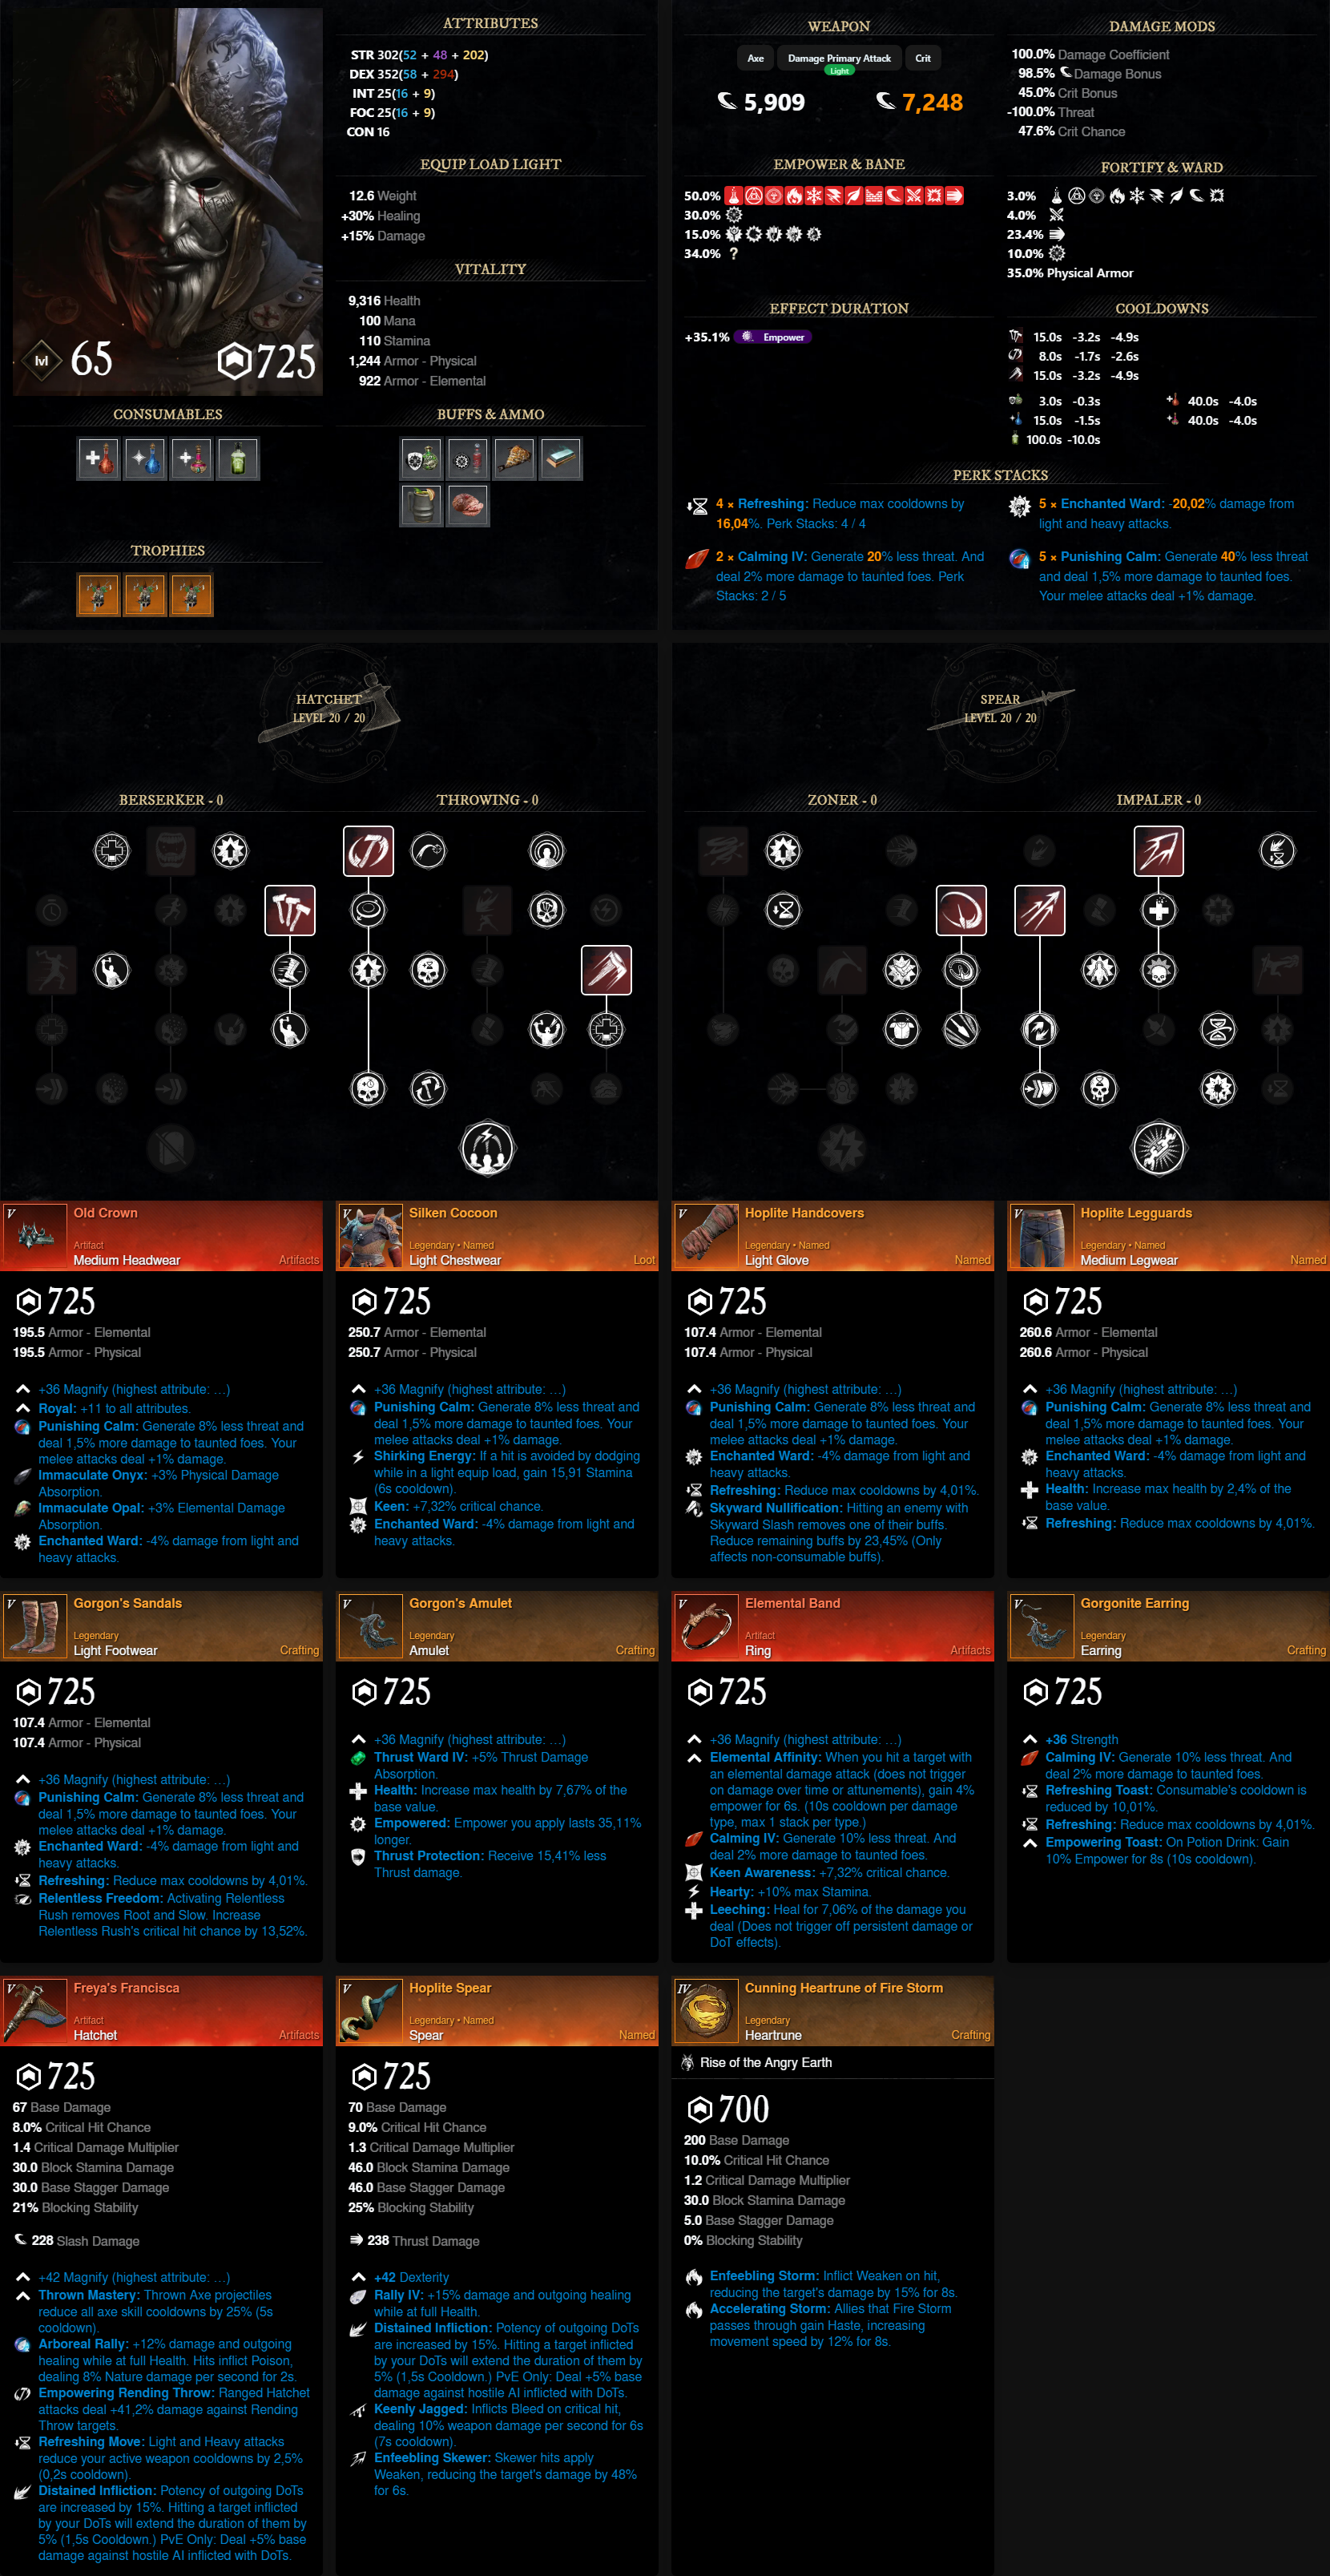 ATTRIBUTES
STR 302(52 + 48 + 202)
DEX 352(58 + 294)
INT 25(16 + 9)
FOC 25(16 + 9)
CON 16
EQUIP LOAD LIGHT
12.6 Weight
+30% Healing
+15% Damage
VITALITY
9,316 Health
100 Mana
110 Stamina
1,244 Armor - Physical
922 Armor - Elemental
lvl 65
725
CONSUMABLES
BUFFS & AMMO
TROPHIES
WEAPON
Axe
Damage Primary Attack
Light
Crit
5,909
7,248
DAMAGE MODS
100.0% Damage Coefficient
98.5% Damage Bonus
45.0% Crit Bonus
-100.0% Threat
47.6% Crit Chance
EMPOWER & BANE
50.0%
30.0%
15.0%
34.0% ?
FORTIFY & WARD
3.0%
4.0%
23.4%
10.0%
35.0% Physical Armor
EFFECT DURATION
+35.1% Empower
COOLDOWNS
15.0s -3.2s -4.9s
8.0s -1.7s -2.6s
15.0s -3.2s -4.9s
3.0s -0.3s
40.0s -4.0s
15.0s -1.5s
40.0s -4.0s
100.0s -10.0s
PERK STACKS
4 × Refreshing: Reduce max cooldowns by
16,04%. Perk Stacks: 4 / 4
5 × Enchanted Ward: -20,02% damage from
light and heavy attacks.
2 × Calming IV: Generate 20% less threat. And
deal 2% more damage to taunted foes. Perk
Stacks: 2 / 5
5 × Punishing Calm: Generate 40% less threat
and deal 1,5% more damage to taunted foes.
Your melee attacks deal +1% damage.
HATCHET
LEVEL 20 / 20
BERSERKER - 0
THROWING - 0
SPEAR
LEVEL 20 / 20
ZONER - 0
IMPALER - 0
V
Old Crown
Artifact
Medium Headwear
Artifacts
725
195.5 Armor - Elemental
195.5 Armor - Physical
+36 Magnify (highest attribute: …)
Royal: +11 to all attributes.
Punishing Calm: Generate 8% less threat and
deal 1,5% more damage to taunted foes. Your
melee attacks deal +1% damage.
Immaculate Onyx: +3% Physical Damage
Absorption.
Immaculate Opal: +3% Elemental Damage
Absorption.
Enchanted Ward: -4% damage from light and
heavy attacks.
V
Silken Cocoon
Legendary • Named
Light Chestwear
Loot
725
250.7 Armor - Elemental
250.7 Armor - Physical
+36 Magnify (highest attribute: …)
Punishing Calm: Generate 8% less threat and
deal 1,5% more damage to taunted foes. Your
melee attacks deal +1% damage.
Shirking Energy: If a hit is avoided by dodging
while in a light equip load, gain 15,91 Stamina
(6s cooldown).
Keen: +7,32% critical chance.
Enchanted Ward: -4% damage from light and
heavy attacks.
V
Hoplite Handcovers
Legendary • Named
Light Glove
Named
725
107.4 Armor - Elemental
107.4 Armor - Physical
+36 Magnify (highest attribute: …)
Punishing Calm: Generate 8% less threat and
deal 1,5% more damage to taunted foes. Your
melee attacks deal +1% damage.
Enchanted Ward: -4% damage from light and
heavy attacks.
Refreshing: Reduce max cooldowns by 4,01%.
Skyward Nullification: Hitting an enemy with
Skyward Slash removes one of their buffs.
Reduce remaining buffs by 23,45% (Only
affects non-consumable buffs).
V
Hoplite Legguards
Legendary • Named
Medium Legwear
Named
725
260.6 Armor - Elemental
260.6 Armor - Physical
+36 Magnify (highest attribute: …)
Punishing Calm: Generate 8% less threat and
deal 1,5% more damage to taunted foes. Your
melee attacks deal +1% damage.
Enchanted Ward: -4% damage from light and
heavy attacks.
Health: Increase max health by 2,4% of the
base value.
Refreshing: Reduce max cooldowns by 4,01%.
V
Gorgon's Sandals
Legendary
Light Footwear
Crafting
725
107.4 Armor - Elemental
107.4 Armor - Physical
+36 Magnify (highest attribute: …)
Punishing Calm: Generate 8% less threat and
deal 1,5% more damage to taunted foes. Your
melee attacks deal +1% damage.
Enchanted Ward: -4% damage from light and
heavy attacks.
Refreshing: Reduce max cooldowns by 4,01%.
Relentless Freedom: Activating Relentless
Rush removes Root and Slow. Increase
Relentless Rush's critical hit chance by 13,52%.
V
Gorgon's Amulet
Legendary
Amulet
Crafting
725
+36 Magnify (highest attribute: …)
Thrust Ward IV: +5% Thrust Damage
Absorption.
Health: Increase max health by 7,67% of the
base value.
Empowered: Empower you apply lasts 35,11%
longer.
Thrust Protection: Receive 15,41% less
Thrust damage.
V
Elemental Band
Artifact
Ring
Artifacts
725
+36 Magnify (highest attribute: …)
Elemental Affinity: When you hit a target with
an elemental damage attack (does not trigger
on damage over time or attunements), gain 4%
empower for 6s. (10s cooldown per damage
type, max 1 stack per type.)
Calming IV: Generate 10% less threat. And
deal 2% more damage to taunted foes.
Keen Awareness: +7,32% critical chance.
Hearty: +10% max Stamina.
Leeching: Heal for 7,06% of the damage you
deal (Does not trigger off persistent damage or
DoT effects).
V
Gorgonite Earring
Legendary
Earring
Crafting
725
+36 Strength
Calming IV: Generate 10% less threat. And
deal 2% more damage to taunted foes.
Refreshing Toast: Consumable's cooldown is
reduced by 10,01%.
Refreshing: Reduce max cooldowns by 4,01%.
Empowering Toast: On Potion Drink: Gain
10% Empower for 8s (10s cooldown).
V
Freya's Francisca
Artifact
Hatchet
Artifacts
725
67 Base Damage
8.0% Critical Hit Chance
1.4 Critical Damage Multiplier
30.0 Block Stamina Damage
30.0 Base Stagger Damage
21% Blocking Stability
228 Slash Damage
+42 Magnify (highest attribute: …)
Thrown Mastery: Thrown Axe projectiles
reduce all axe skill cooldowns by 25% (5s
cooldown).
Arboreal Rally: +12% damage and outgoing
healing while at full Health. Hits inflict Poison,
dealing 8% Nature damage per second for 2s.
Empowering Rending Throw: Ranged Hatchet
attacks deal +41,2% damage against Rending
Throw targets.
Refreshing Move: Light and Heavy attacks
reduce your active weapon cooldowns by 2,5%
(0,2s cooldown).
Distained Infliction: Potency of outgoing DoTs
are increased by 15%. Hitting a target inflicted
by your DoTs will extend the duration of them by
5% (1,5s Cooldown.) PvE Only: Deal +5% base
damage against hostile AI inflicted with DoTs.
V
Hoplite Spear
Legendary • Named
Spear
Named
725
70 Base Damage
9.0% Critical Hit Chance
1.3 Critical Damage Multiplier
46.0 Block Stamina Damage
46.0 Base Stagger Damage
25% Blocking Stability
238 Thrust Damage
+42 Dexterity
Rally IV: +15% damage and outgoing healing
while at full Health.
Distained Infliction: Potency of outgoing DoTs
are increased by 15%. Hitting a target inflicted
by your DoTs will extend the duration of them by
5% (1,5s Cooldown.) PvE Only: Deal +5% base
damage against hostile AI inflicted with DoTs.
Keenly Jagged: Inflicts Bleed on critical hit,
dealing 10% weapon damage per second for 6s
(7s cooldown).
Enfeebling Skewer: Skewer hits apply
Weaken, reducing the target's damage by 48%
for 6s.
IV
Cunning Heartrune of Fire Storm
Legendary
Heartrune
Crafting
Rise of the Angry Earth
700
200 Base Damage
10.0% Critical Hit Chance
1.2 Critical Damage Multiplier
30.0 Block Stamina Damage
5.0 Base Stagger Damage
0% Blocking Stability
Enfeebling Storm: Inflict Weaken on hit,
reducing the target's damage by 15% for 8s.
Accelerating Storm: Allies that Fire Storm
passes through gain Haste, increasing
movement speed by 12% for 8s.